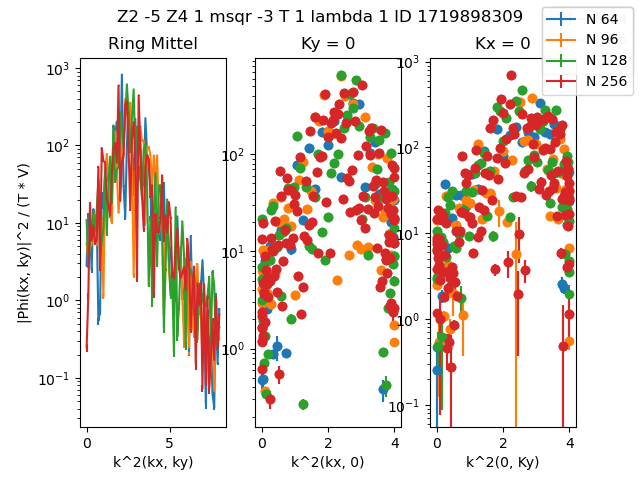 Z2 -5 Z4 1 msqr -3 T 1 lambda 1 ID 1719898309
Ring Mittel
Ky = 0
Kx = 0
N 64
N 96
N 128
N 256
|Phi(kx, ky)|^2 / (T * V)
10^3
10^2
10^1
10^0
10^-1
10^2
10^1
10^0
10^3
10^2
10^1
10^0
10^-1
0 5
0 2 4
0 2 4
k^2(kx, ky)
k^2(kx, 0)
k^2(0, Ky)